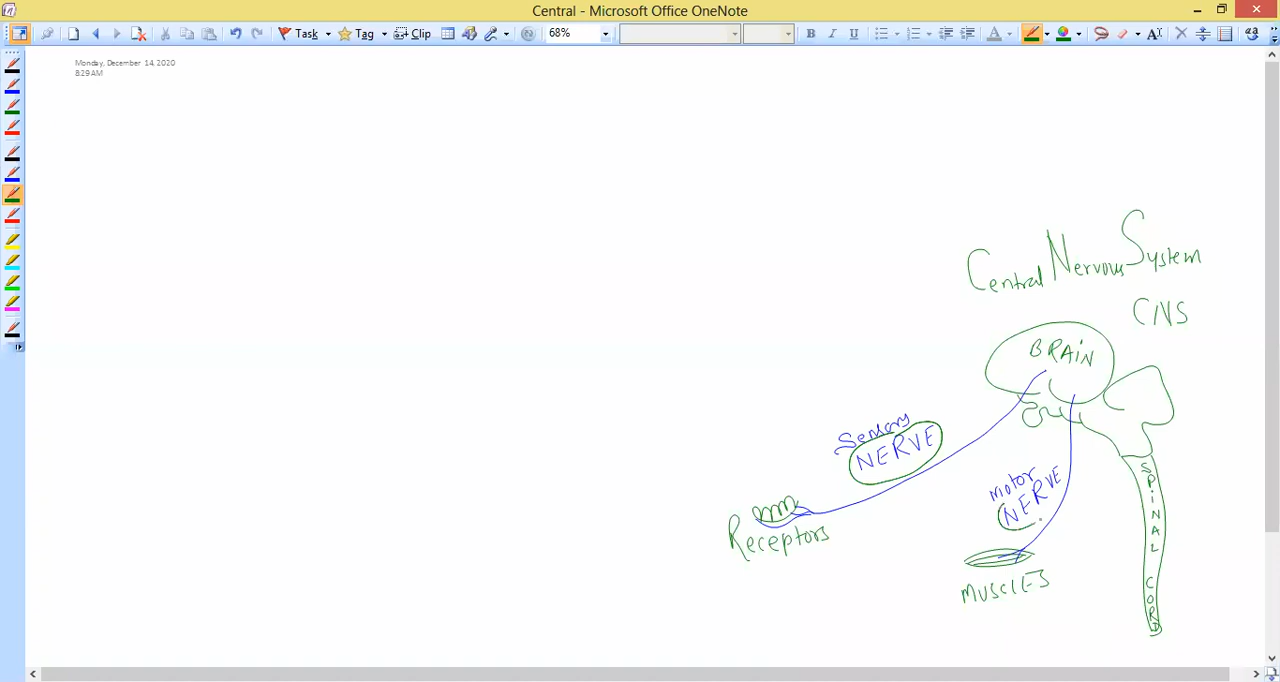 Central - Microsoft Office OneNote
Task Tag Clip 68% B I U A
Monday, December 14, 2020
8:29 AM
Central Nervous System
CNS
BRAiN
Sensory
NERVE
Motor
NERVE
Receptors
MUSCLES
SPiNAL CORD